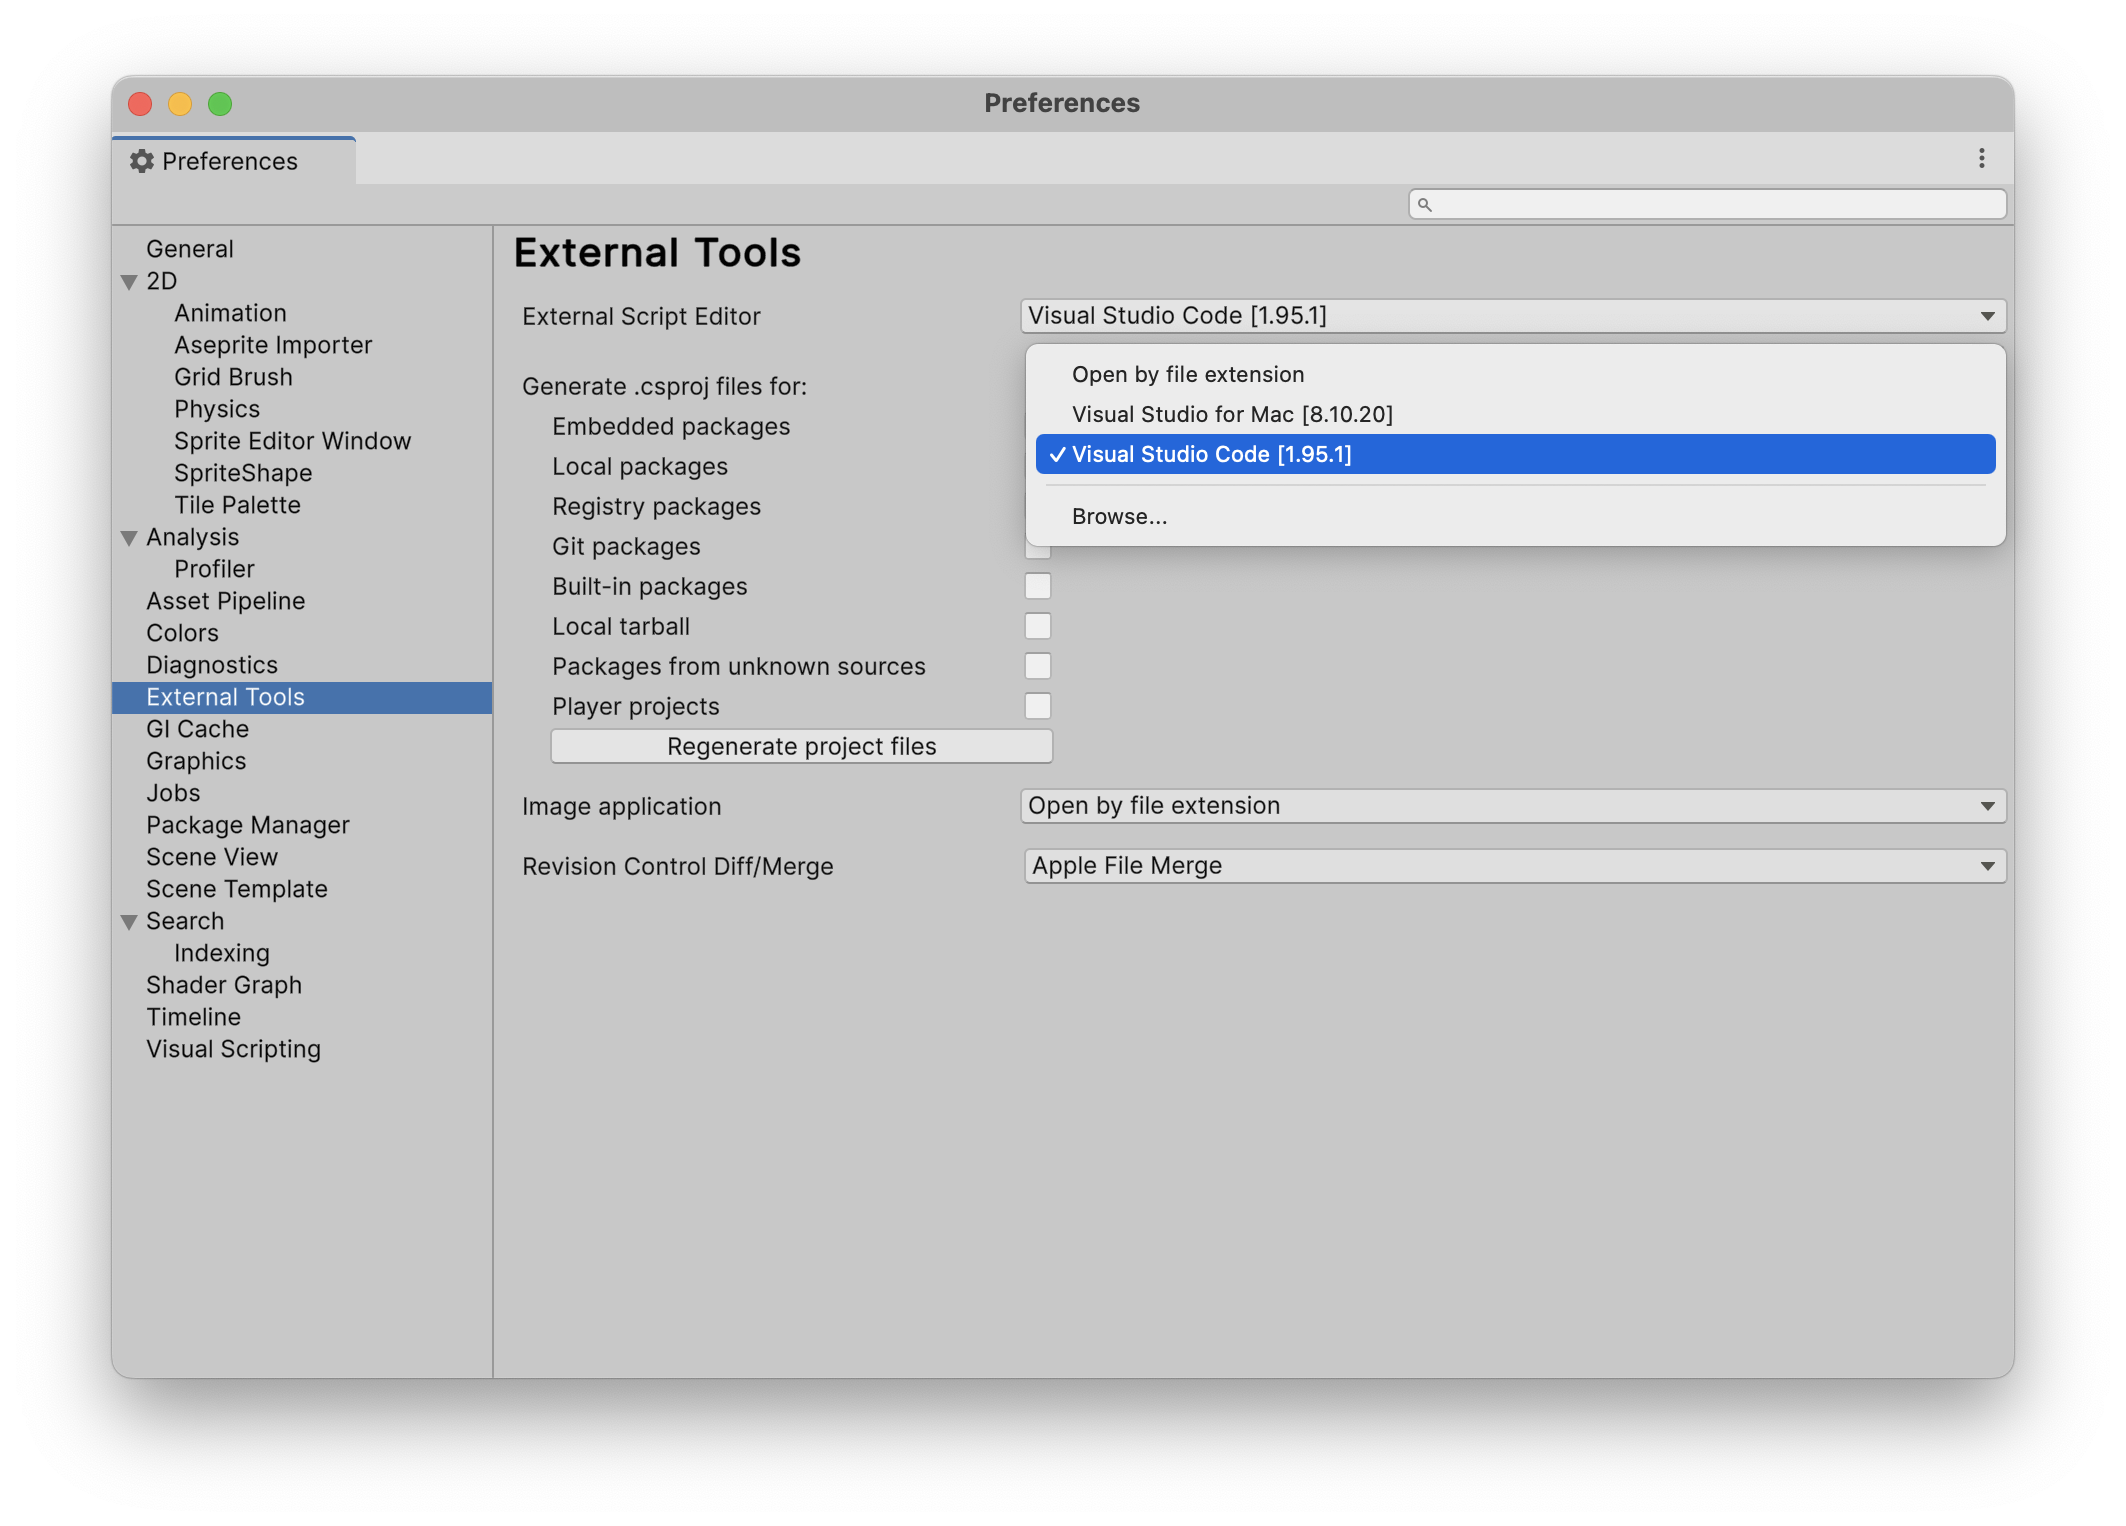 Preferences
Preferences
General
2D
Animation
Aseprite Importer
Grid Brush
Physics
Sprite Editor Window
SpriteShape
Tile Palette
Analysis
Profiler
Asset Pipeline
Colors
Diagnostics
External Tools
GI Cache
Graphics
Jobs
Package Manager
Scene View
Scene Template
Search
Indexing
Shader Graph
Timeline
Visual Scripting
External Tools
External Script Editor
Visual Studio Code [1.95.1]
Open by file extension
Visual Studio for Mac [8.10.20]
Visual Studio Code [1.95.1]
Browse...
Generate .csproj files for:
Embedded packages
Local packages
Registry packages
Git packages
Built-in packages
Local tarball
Packages from unknown sources
Player projects
Regenerate project files
Image application
Open by file extension
Revision Control Diff/Merge
Apple File Merge